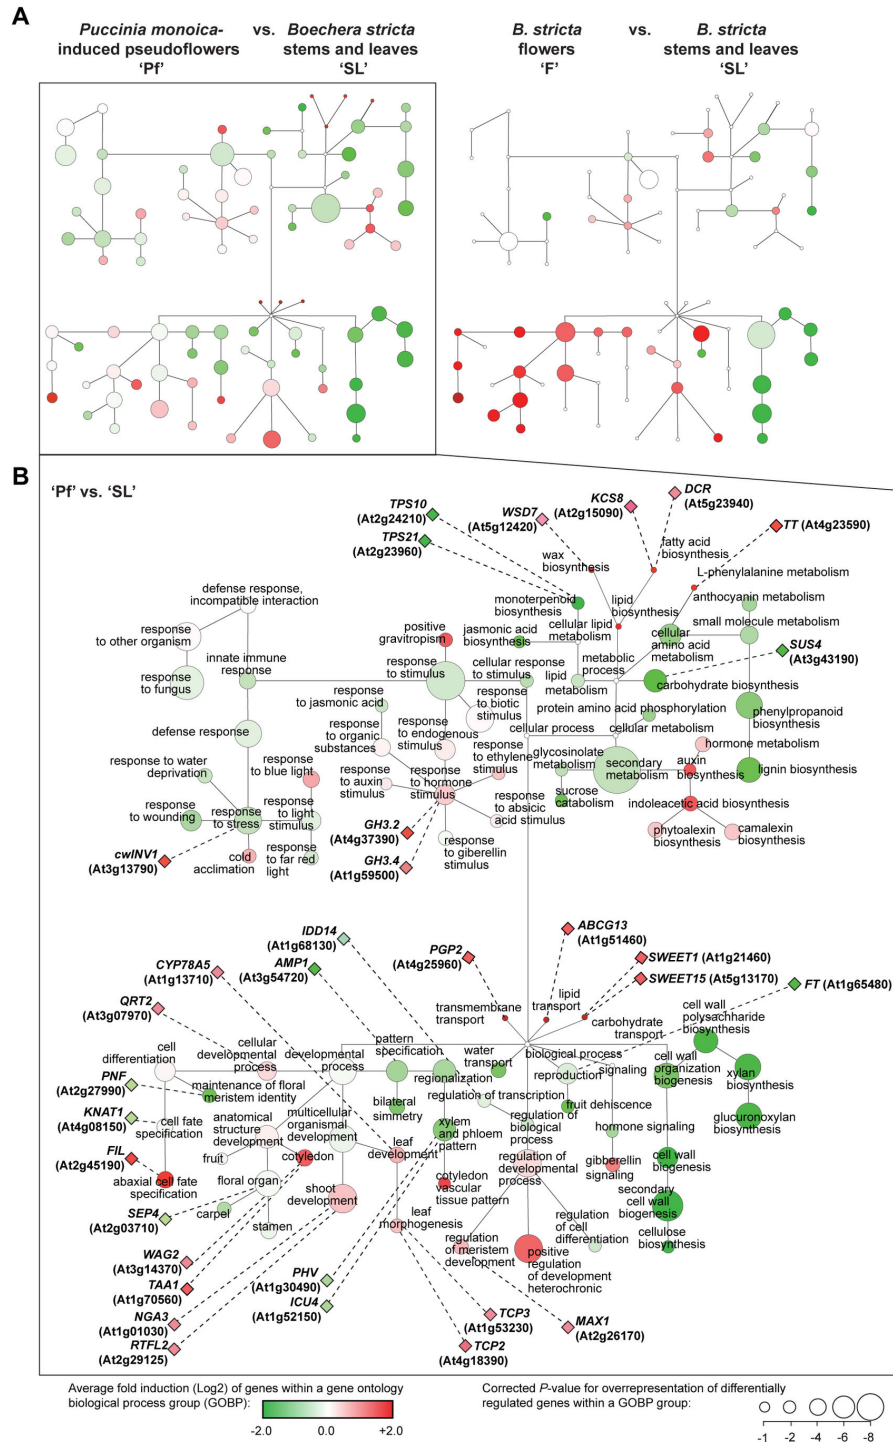 A
Puccinia monoica- vs. Boechera stricta
induced pseudoflowers stems and leaves
'Pf' 'SL'
B. stricta vs. B. stricta
flowers stems and leaves
'F' 'SL'
B
'Pf' vs. 'SL'
TPS10
(At2g24210)
TPS21
(At2g23960)
WSD7
(At5g12420)
KCS8
(At2g15090)
DCR
(At5g23940)
TT (At4g23590)
wax
biosynthesis
fatty acid
biosynthesis
L-phenylalanine metabolism
defense response,
incompatible interaction
monoterpenoid
biosynthesis
lipid
biosynthesis
anthocyanin metabolism
response
to other organism
positive
gravitropism
jasmonic acid
biosynthesis
cellular lipid
metabolism
cellular
amino acid
metabolism
small molecule metabolism
SUS4
(At3g43190)
response
to fungus
innate immune
response
response
to stimulus
cellular response
to stimulus
lipid
metabolism
metabolic
process
carbohydrate biosynthesis
response
to jasmonic acid
response
to biotic
stimulus
protein amino acid phosphorylation
phenylpropanoid
biosynthesis
defense response
response
to organic
substances
response
to endogenous
stimulus
cellular process
cellular metabolism
hormone metabolism
response to water
deprivation
response
to blue light
response
to auxin
stimulus
response
to hormone
stimulus
response
to ethylene
stimulus
glycosinolate
metabolism
secondary
metabolism
auxin
biosynthesis
lignin biosynthesis
response
to wounding
response
to stress
response
to light
stimulus
response
to absicic
acid stimulus
sucrose
catabolism
indoleacetic acid biosynthesis
cwINV1
(At3g13790)
cold
acclimation
response
to far red
light
GH3.2
(At4g37390)
GH3.4
(At1g59500)
response
to giberellin
stimulus
phytoalexin
biosynthesis
camalexin
biosynthesis
IDD14
(At1g68130)
ABCG13
(At1g51460)
CYP78A5
(At1g13710)
AMP1
(At3g54720)
PGP2
(At4g25960)
SWEET1 (At1g21460)
SWEET15 (At5g13170)
FT (At1g65480)
QRT2
(At3g07970)
transmembrane
transport
lipid
transport
carbohydrate
transport
cell wall
polysaccharide
biosynthesis
cell
differentiation
cellular
developmental
process
developmental
process
pattern
specification
regionalization
water
transport
biological process
reproduction
signaling
cell wall
organization
biogenesis
xylan
biosynthesis
PNF
(At2g27990)
maintenance of floral
meristem identity
bilateral
simmetry
regulation of transcription
fruit dehiscence
KNAT1
(At4g08150)
cell fate
specification
anatomical
structure
development
multicellular
organismal
development
xylem
and phloem
pattern
regulation of
biological
process
hormone signaling
glucuronoxylan
biosynthesis
FIL
(At2g45190)
fruit
cotyledon
leaf
development
regulation of
developmental
process
gibberellin
signaling
cell wall
biogenesis
abaxial cell fate
specification
floral organ
shoot
development
cotyledon
vascular
tissue pattern
secondary
cell wall
biogenesis
SEP4
(At2g03710)
carpel
stamen
leaf
morphogenesis
regulation
of cell
differentiation
cellulose
biosynthesis
WAG2
(At3g14370)
regulation
of meristem
development
positive
regulation
of development
heterochronic
TAA1
(At1g70560)
PHV
(At1g30490)
ICU4
(At1g52150)
NGA3
(At1g01030)
TCP3
(At1g53230)
MAX1
(At2g26170)
RTFL2
(At2g29125)
TCP2
(At4g18390)
Average fold induction (Log2) of genes within a gene ontology
biological process group (GOBP):
-2.0 0.0 +2.0
Corrected P-value for overrepresentation of differentially
regulated genes within a GOBP group:
-1 -2 -4 -6 -8